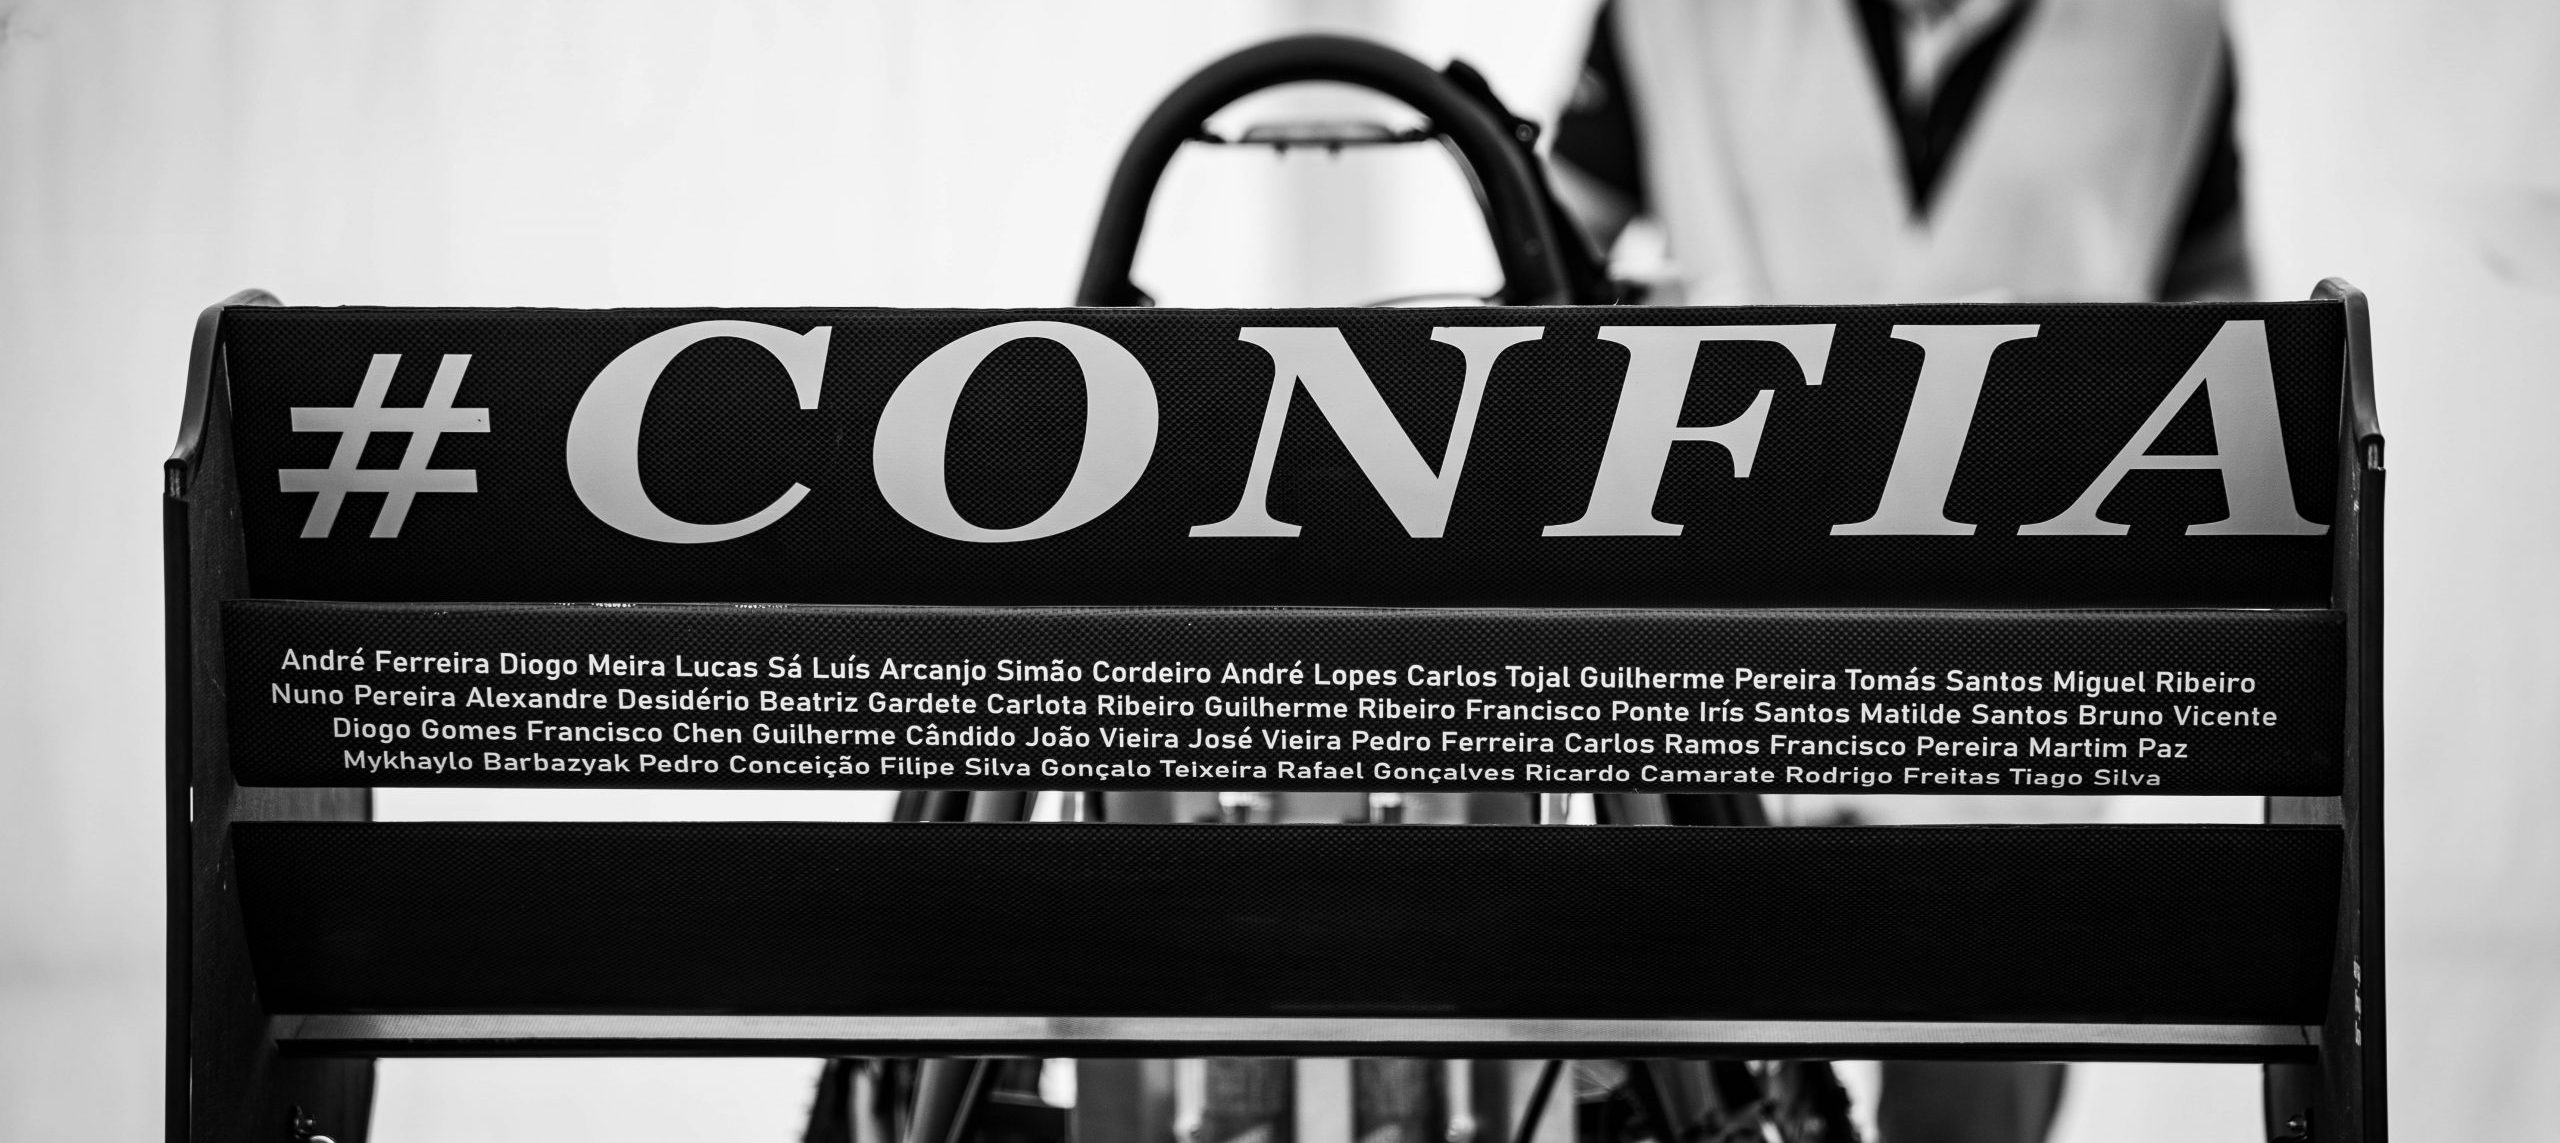 #CONFIA
André Ferreira Diogo Meira Lucas Sá Luís Arcanjo Simão Cordeiro André Lopes Carlos Tojal Guilherme Pereira Tomás Santos Miguel Ribeiro
Nuno Pereira Alexandre Desidério Beatriz Gardete Carlota Ribeiro Guilherme Ribeiro Francisco Ponte Irís Santos Matilde Santos Bruno Vicente
Diogo Gomes Francisco Chen Guilherme Cândido João Vieira José Vieira Pedro Ferreira Carlos Ramos Francisco Pereira Martim Paz
Mykhaylo Barbazyak Pedro Conceição Filipe Silva Gonçalo Teixeira Rafael Gonçalves Ricardo Camarate Rodrigo Freitas Tiago Silva